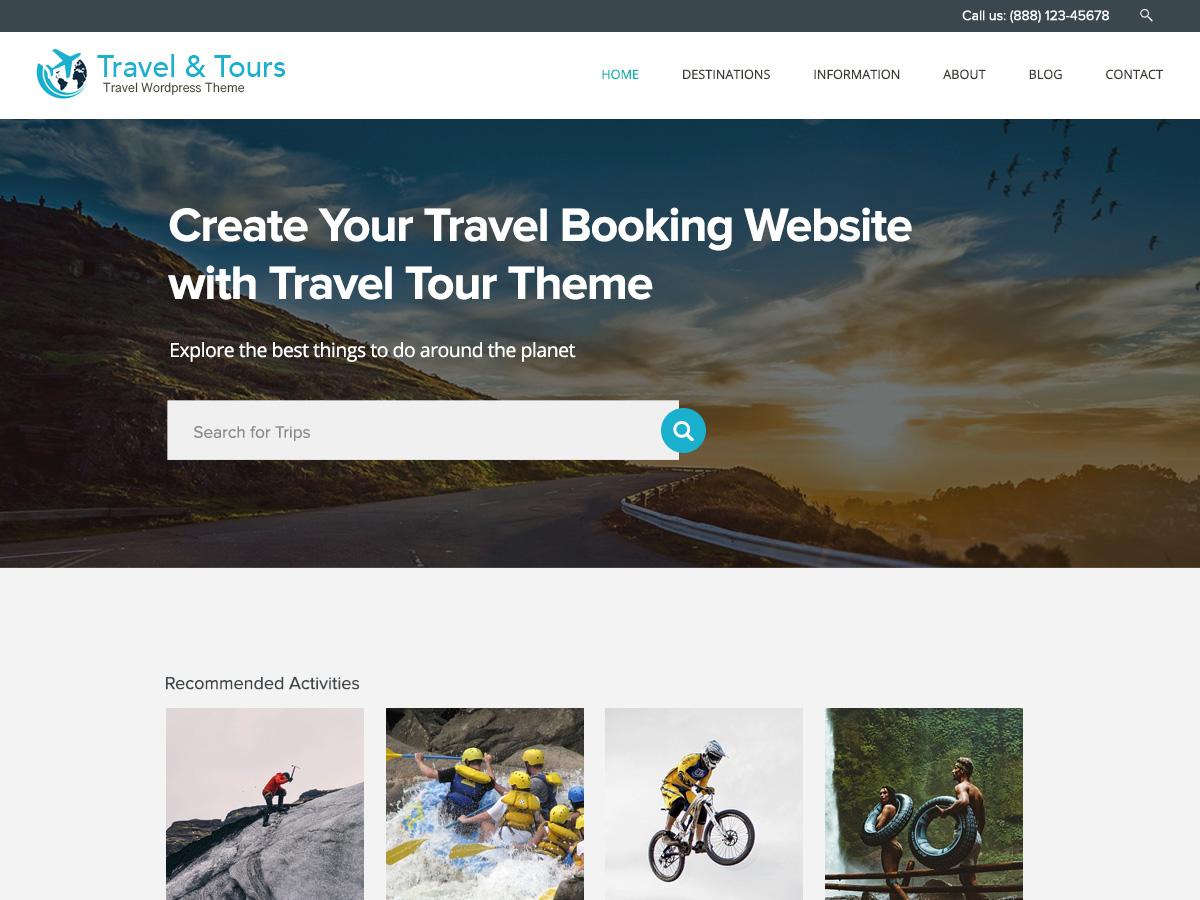 Call us: (888) 123-45678
Travel & Tours
Travel Wordpress Theme
HOME DESTINATIONS INFORMATION ABOUT BLOG CONTACT
Create Your Travel Booking Website
with Travel Tour Theme
Explore the best things to do around the planet
Search for Trips
Recommended Activities